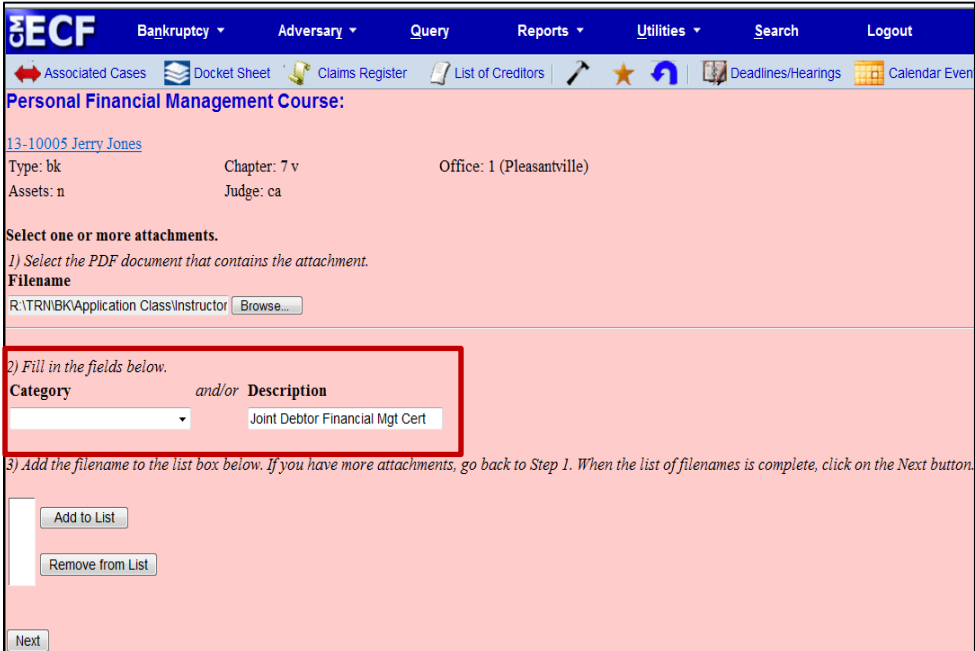 CM ECF Bankruptcy Adversary Query Reports Utilities Search Logout
Associated Cases Docket Sheet Claims Register List of Creditors Deadlines/Hearings Calendar Even
Personal Financial Management Course:
13-10005 Jerry Jones
Type: bk Chapter: 7 v Office: 1 (Pleasantville)
Assets: n Judge: ca
Select one or more attachments.
1) Select the PDF document that contains the attachment.
Filename
R:\TRN\BK\Application Class\Instructor Browse...
2) Fill in the fields below.
Category and/or Description
Joint Debtor Financial Mgt Cert
3) Add the filename to the list box below. If you have more attachments, go back to Step 1. When the list of filenames is complete, click on the Next button.
Add to List
Remove from List
Next